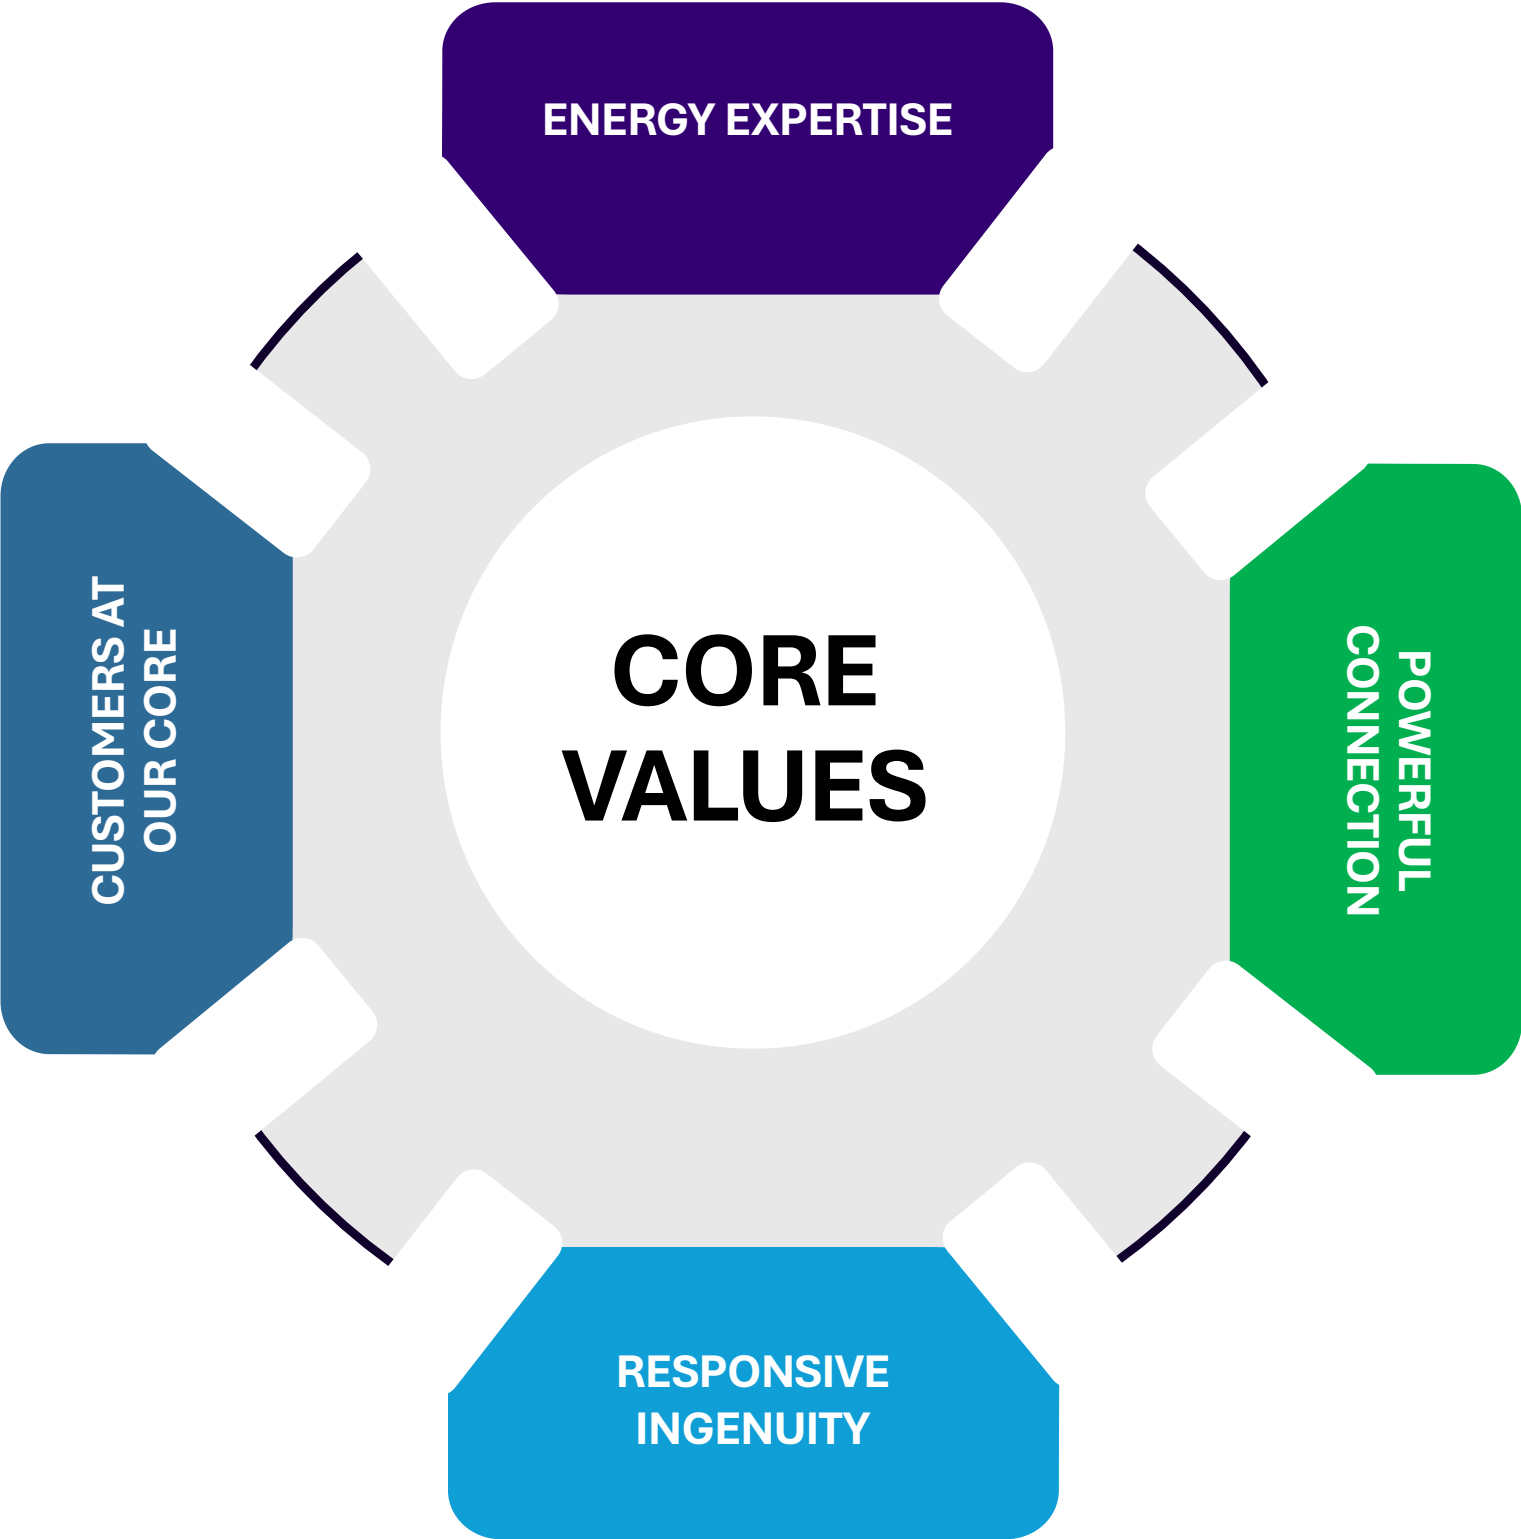 ENERGY EXPERTISE
CUSTOMERS AT
OUR CORE
CORE
VALUES
POWERFUL
CONNECTION
RESPONSIVE
INGENUITY